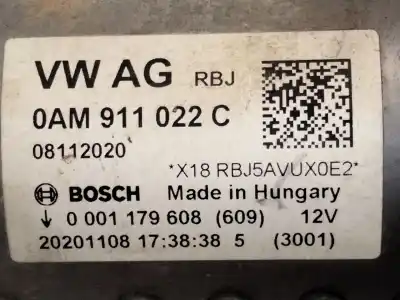 VW AG RBJ
0AM 911 022 C
08112020
*X18 RBJ5AVUX0E2*
BOSCH Made in Hungary
↓ 0 001 179 608 (609) 12V
20201108 17:38:38 5 (3001)